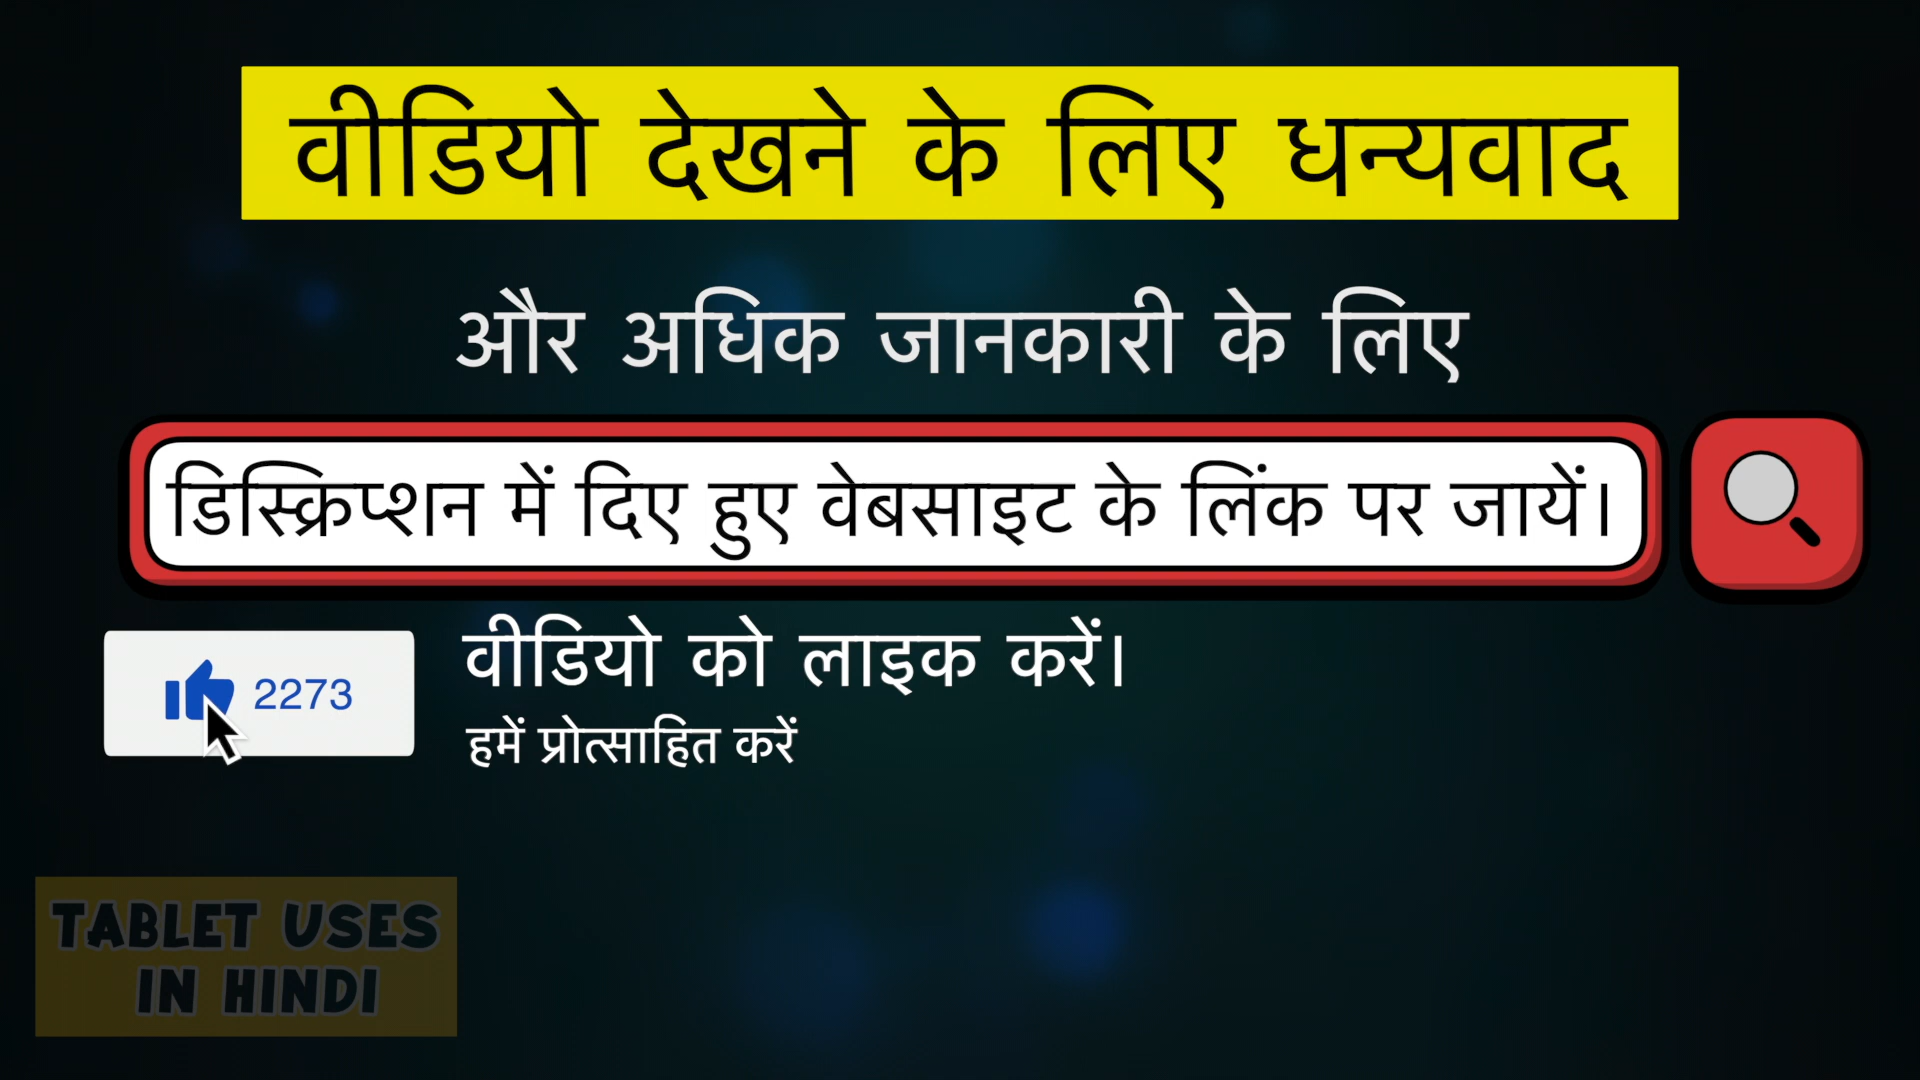 वीडियो देखने के लिए धन्यवाद
और अधिक जानकारी के लिए
डिस्क्रिप्शन में दिए हुए वेबसाइट के लिंक पर जायें।
2273
वीडियो को लाइक करें।
हमें प्रोत्साहित करें
TABLET USES
IN HINDI